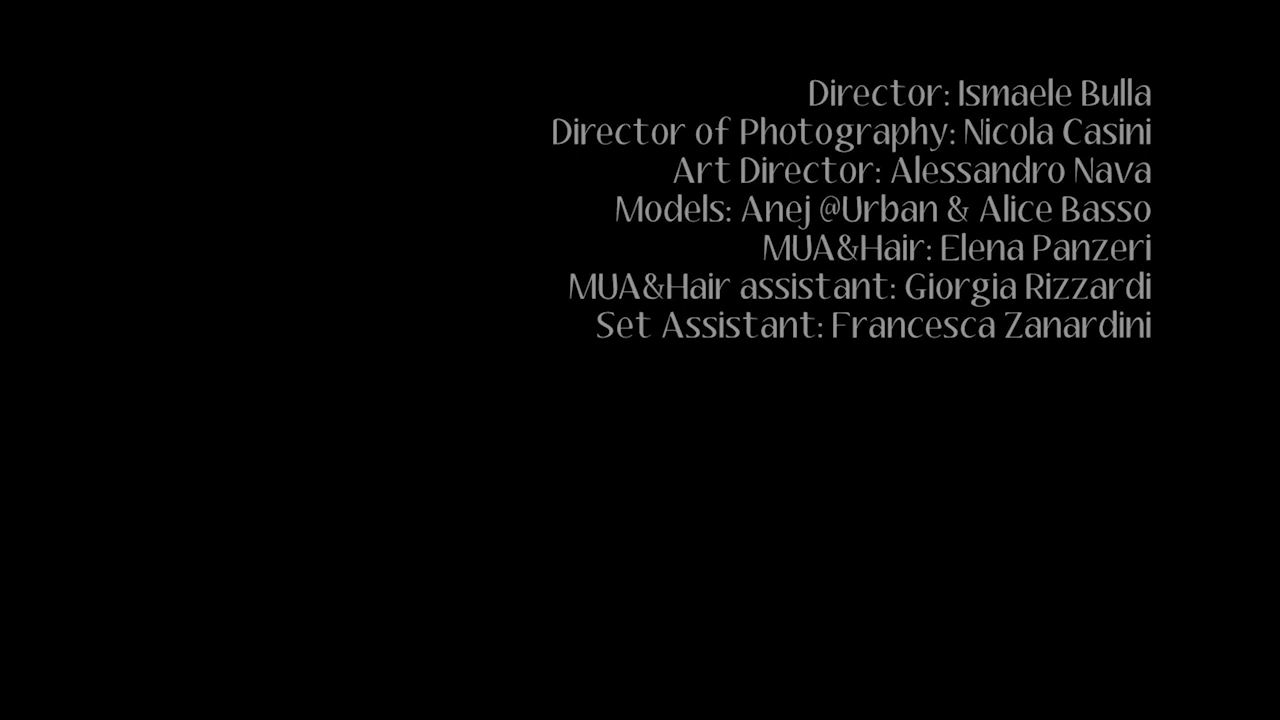 Director: Ismaele Bulla
Director of Photography: Nicola Casini
Art Director: Alessandro Nava
Models: Anej @Urban & Alice Basso
MUA&Hair: Elena Panzeri
MUA&Hair assistant: Giorgia Rizzardi
Set Assistant: Francesca Zanardini